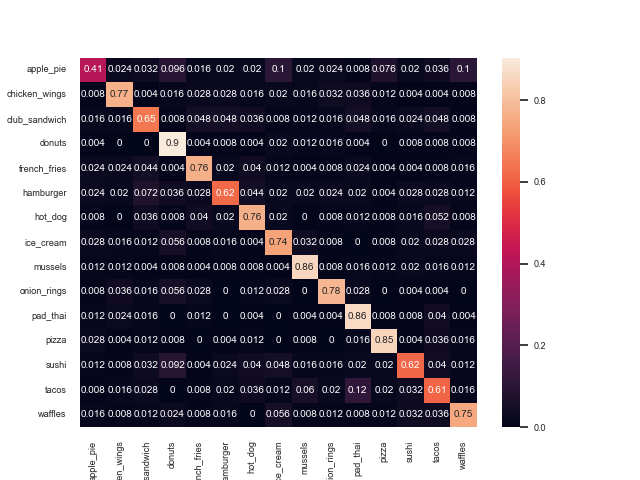 apple_pie 0.41 0.024 0.032 0.096 0.016 0.02 0.02 0.1 0.02 0.024 0.008 0.076 0.02 0.036 0.1
chicken_wings 0.008 0.77 0.004 0.016 0.028 0.028 0.016 0.02 0.016 0.032 0.036 0.012 0.004 0.004 0.008
club_sandwich 0.016 0.016 0.65 0.008 0.048 0.048 0.036 0.008 0.012 0.016 0.048 0.016 0.024 0.048 0.008
donuts 0.004 0 0 0.9 0.004 0.008 0.004 0.02 0.012 0.016 0.004 0 0.008 0.008 0.008
french_fries 0.024 0.024 0.044 0.004 0.76 0.02 0.04 0.012 0.004 0.008 0.024 0.004 0.008 0.008 0.016
hamburger 0.024 0.02 0.072 0.036 0.028 0.62 0.044 0.02 0.02 0.024 0.02 0.004 0.028 0.028 0.012
hot_dog 0.008 0 0.036 0.008 0.04 0.02 0.76 0.02 0 0.008 0.012 0.008 0.016 0.052 0.008
ice_cream 0.028 0.016 0.012 0.056 0.008 0.016 0.004 0.74 0.032 0.008 0 0.008 0.02 0.028 0.028
mussels 0.012 0.012 0.004 0.008 0.004 0.008 0.008 0.004 0.86 0.008 0.016 0.012 0.02 0.016 0.012
onion_rings 0.008 0.036 0.016 0.056 0.028 0 0.012 0.028 0 0.78 0.028 0 0.004 0.004 0
pad_thai 0.012 0.024 0.016 0 0.012 0 0.004 0 0.004 0.004 0.86 0.008 0.008 0.04 0.004
pizza 0.028 0.004 0.012 0.008 0 0.004 0.012 0 0.008 0 0.016 0.85 0.004 0.036 0.016
sushi 0.012 0.008 0.032 0.092 0.004 0.024 0.04 0.048 0.016 0.016 0.02 0.02 0.62 0.04 0.012
tacos 0.008 0.016 0.028 0 0.008 0.02 0.036 0.012 0.06 0.02 0.12 0.02 0.032 0.61 0.016
waffles 0.016 0.008 0.012 0.024 0.008 0.016 0 0.056 0.008 0.012 0.008 0.012 0.032 0.036 0.75
apple_pie en_wings sandwich donuts nch_fries amburger hot_dog ce_cream mussels ion_rings pad_thai pizza sushi tacos waffles
0.8
0.6
0.4
0.2
0.0